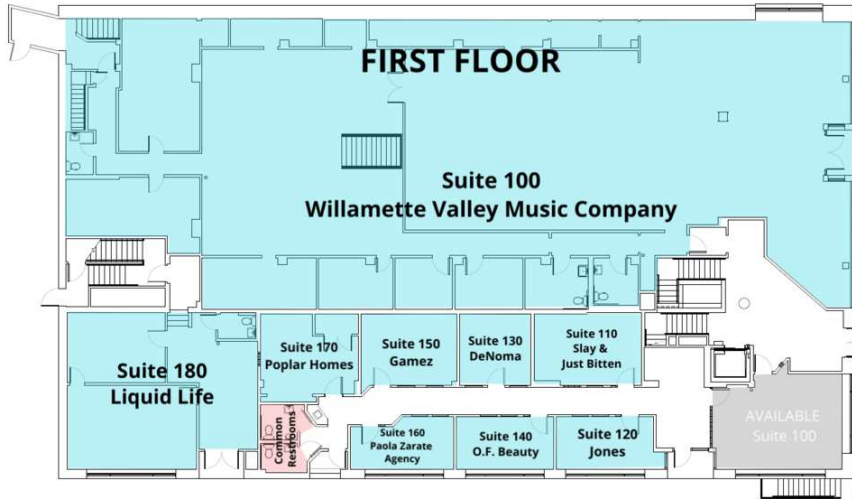 FIRST FLOOR
Suite 100
Willamette Valley Music Company
Suite 180
Liquid Life
Suite 170
Poplar Homes
Suite 150
Gamez
Suite 130
DeNoma
Suite 110
Slay &
Just Bitten
Common
Restrooms
Suite 160
Paola Zarate
Agency
Suite 140
O.F. Beauty
Suite 120
Jones
AVAILABLE
Suite 100